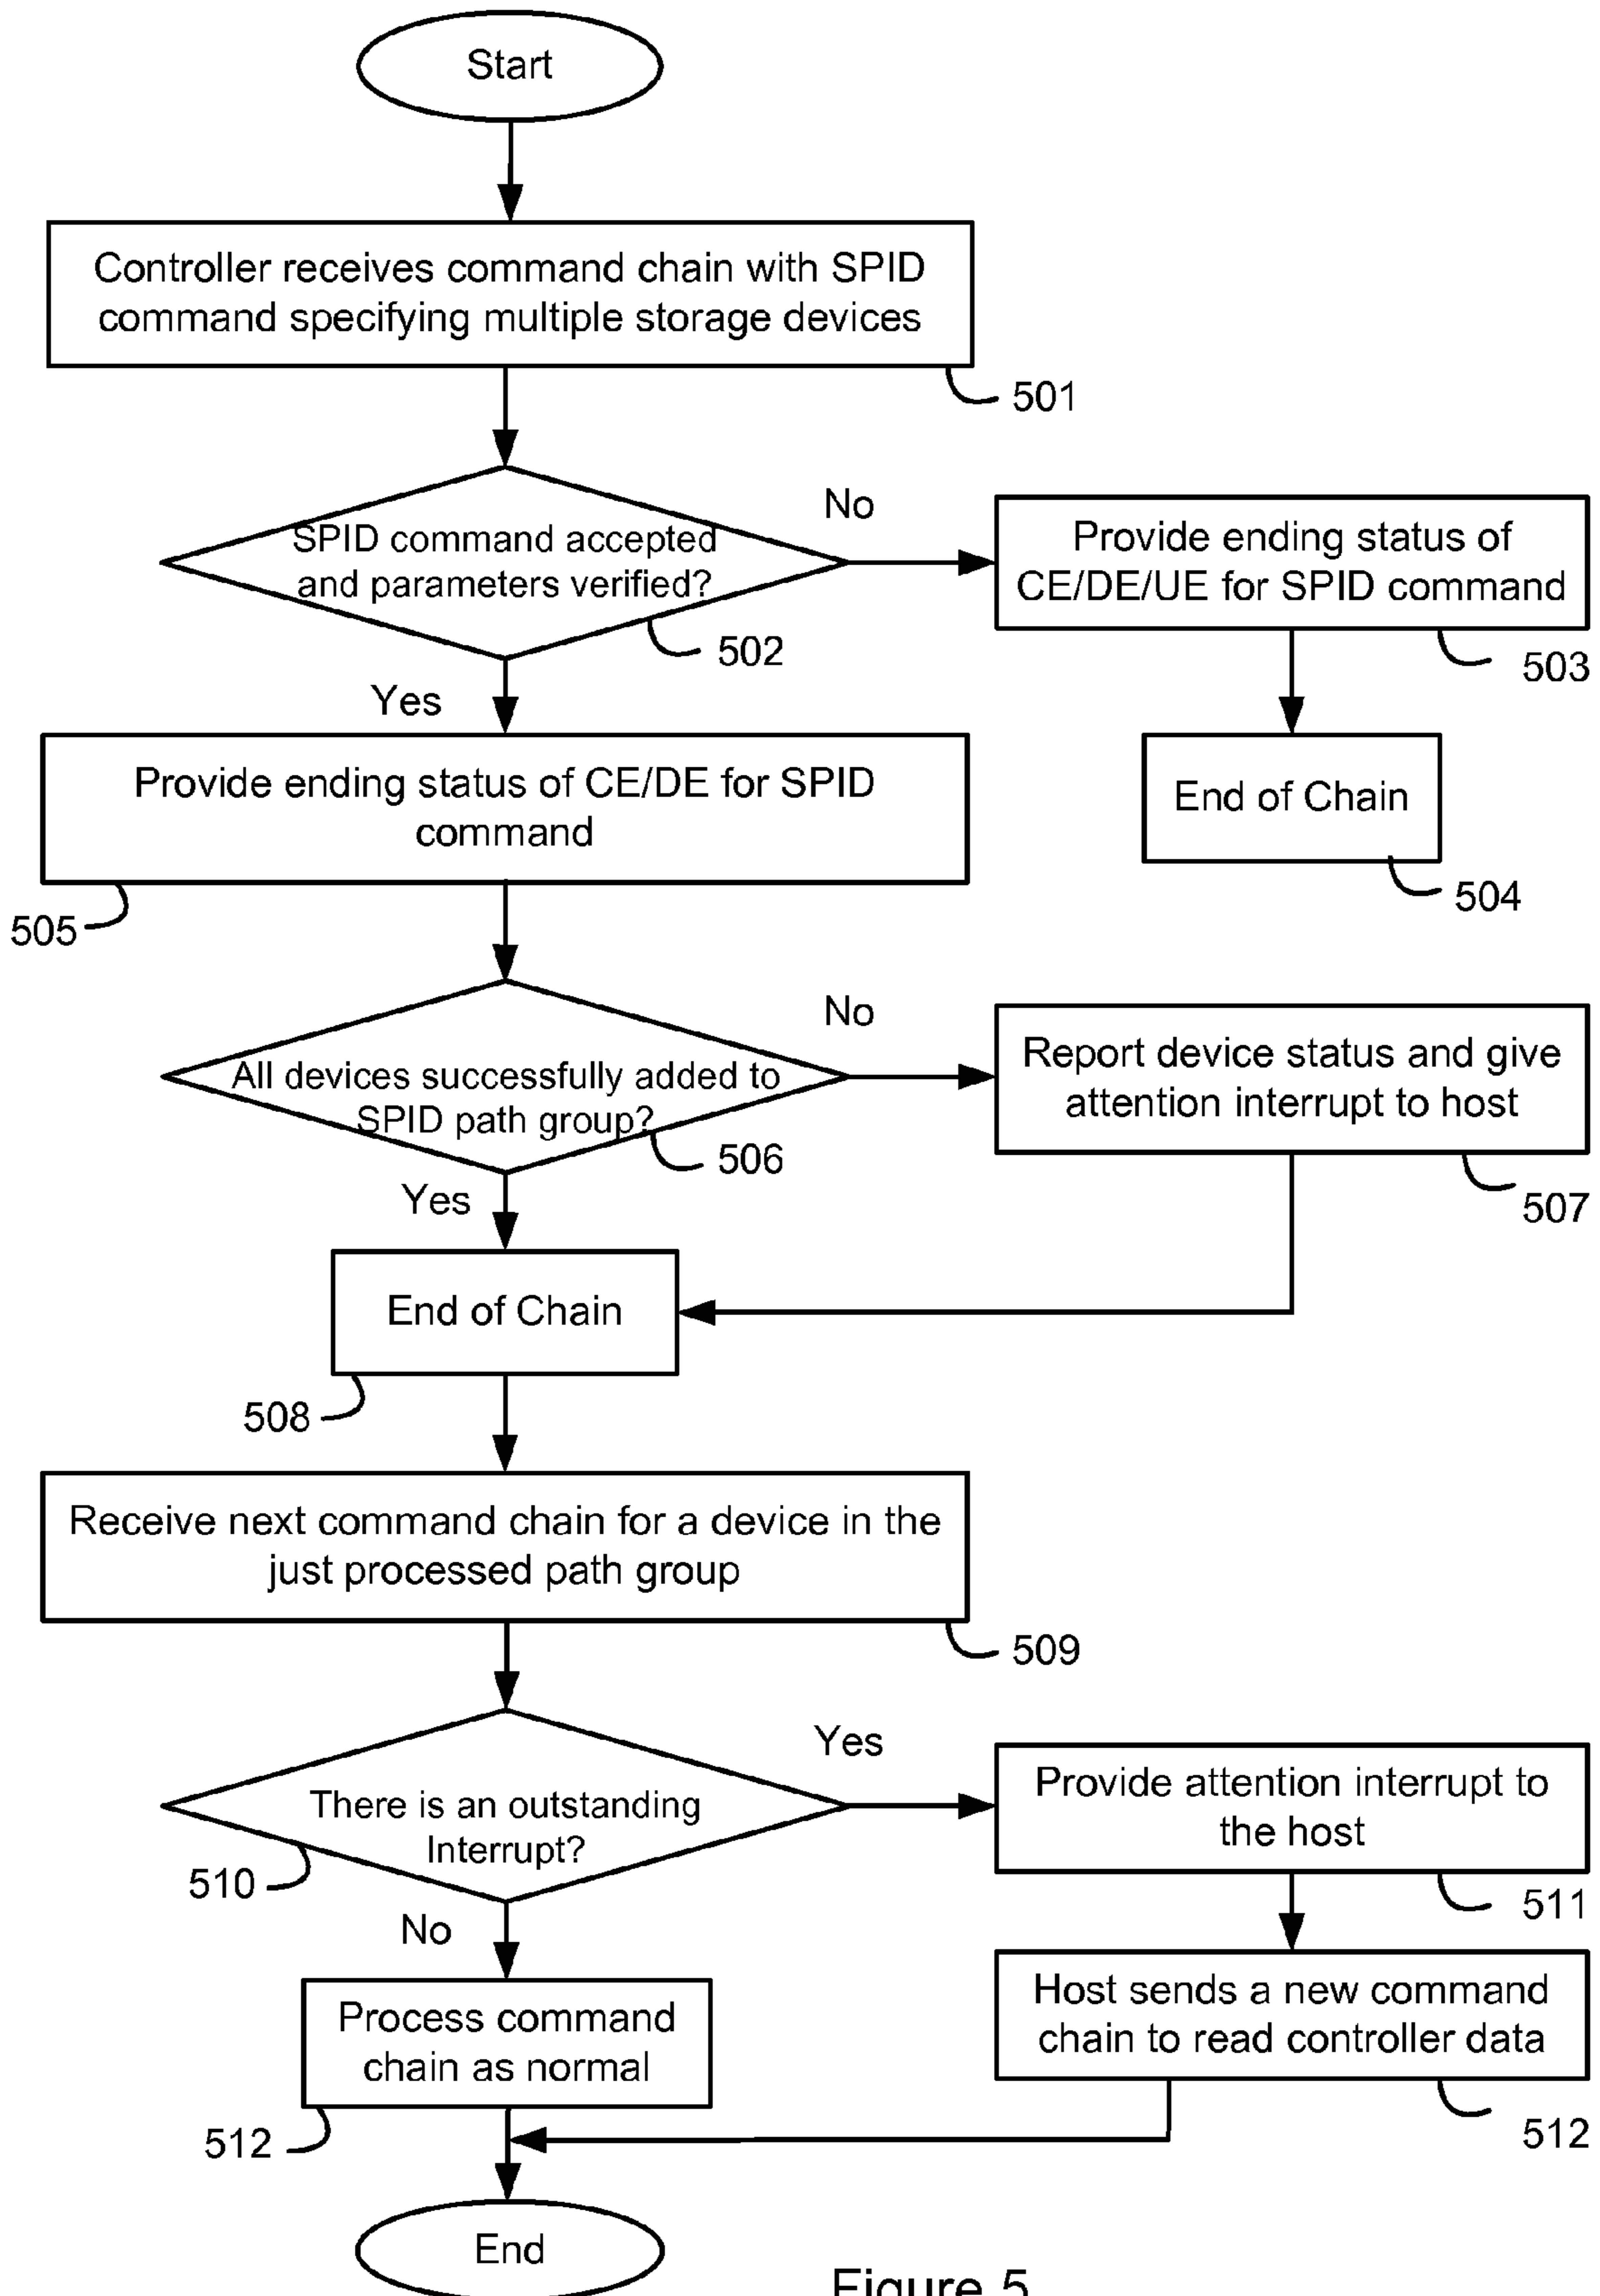 Start
Controller receives command chain with SPID
command specifying multiple storage devices
501
SPID command accepted
and parameters verified?
502
No
Provide ending status of
CE/DE/UE for SPID command
503
End of Chain
504
Yes
Provide ending status of CE/DE for SPID
command
505
All devices successfully added to
SPID path group?
506
No
Report device status and give
attention interrupt to host
507
Yes
End of Chain
508
Receive next command chain for a device in the
just processed path group
509
There is an outstanding
Interrupt?
510
Yes
Provide attention interrupt to
the host
511
Host sends a new command
chain to read controller data
512
No
Process command
chain as normal
512
End
Figure 5